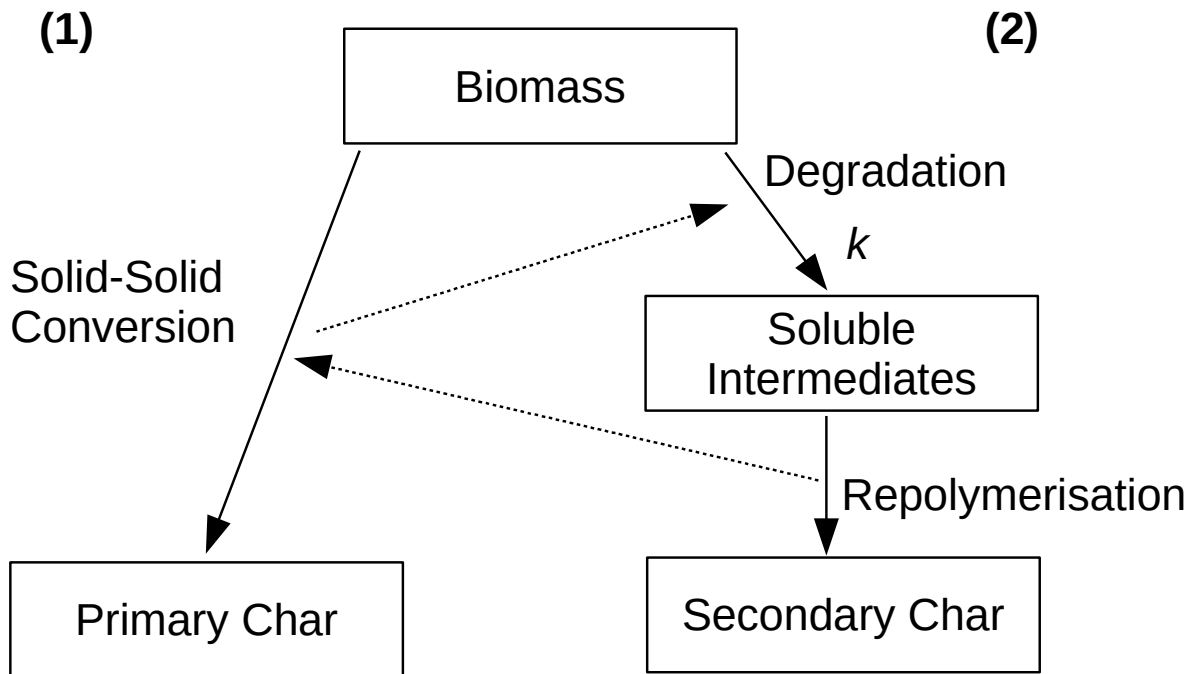 (1)
(2)
Biomass
Degradation
k
Solid-Solid
Conversion
Soluble
Intermediates
Repolymerisation
Primary Char
Secondary Char